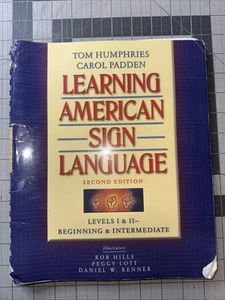 TOM HUMPHRIES
CAROL PADDEN
LEARNING
AMERICAN
SIGN
LANGUAGE
SECOND EDITION
LEVELS I & II–
BEGINNING & INTERMEDIATE
Illustrators
ROB HILLS
PEGGY LOTT
DANIEL W. RENNER